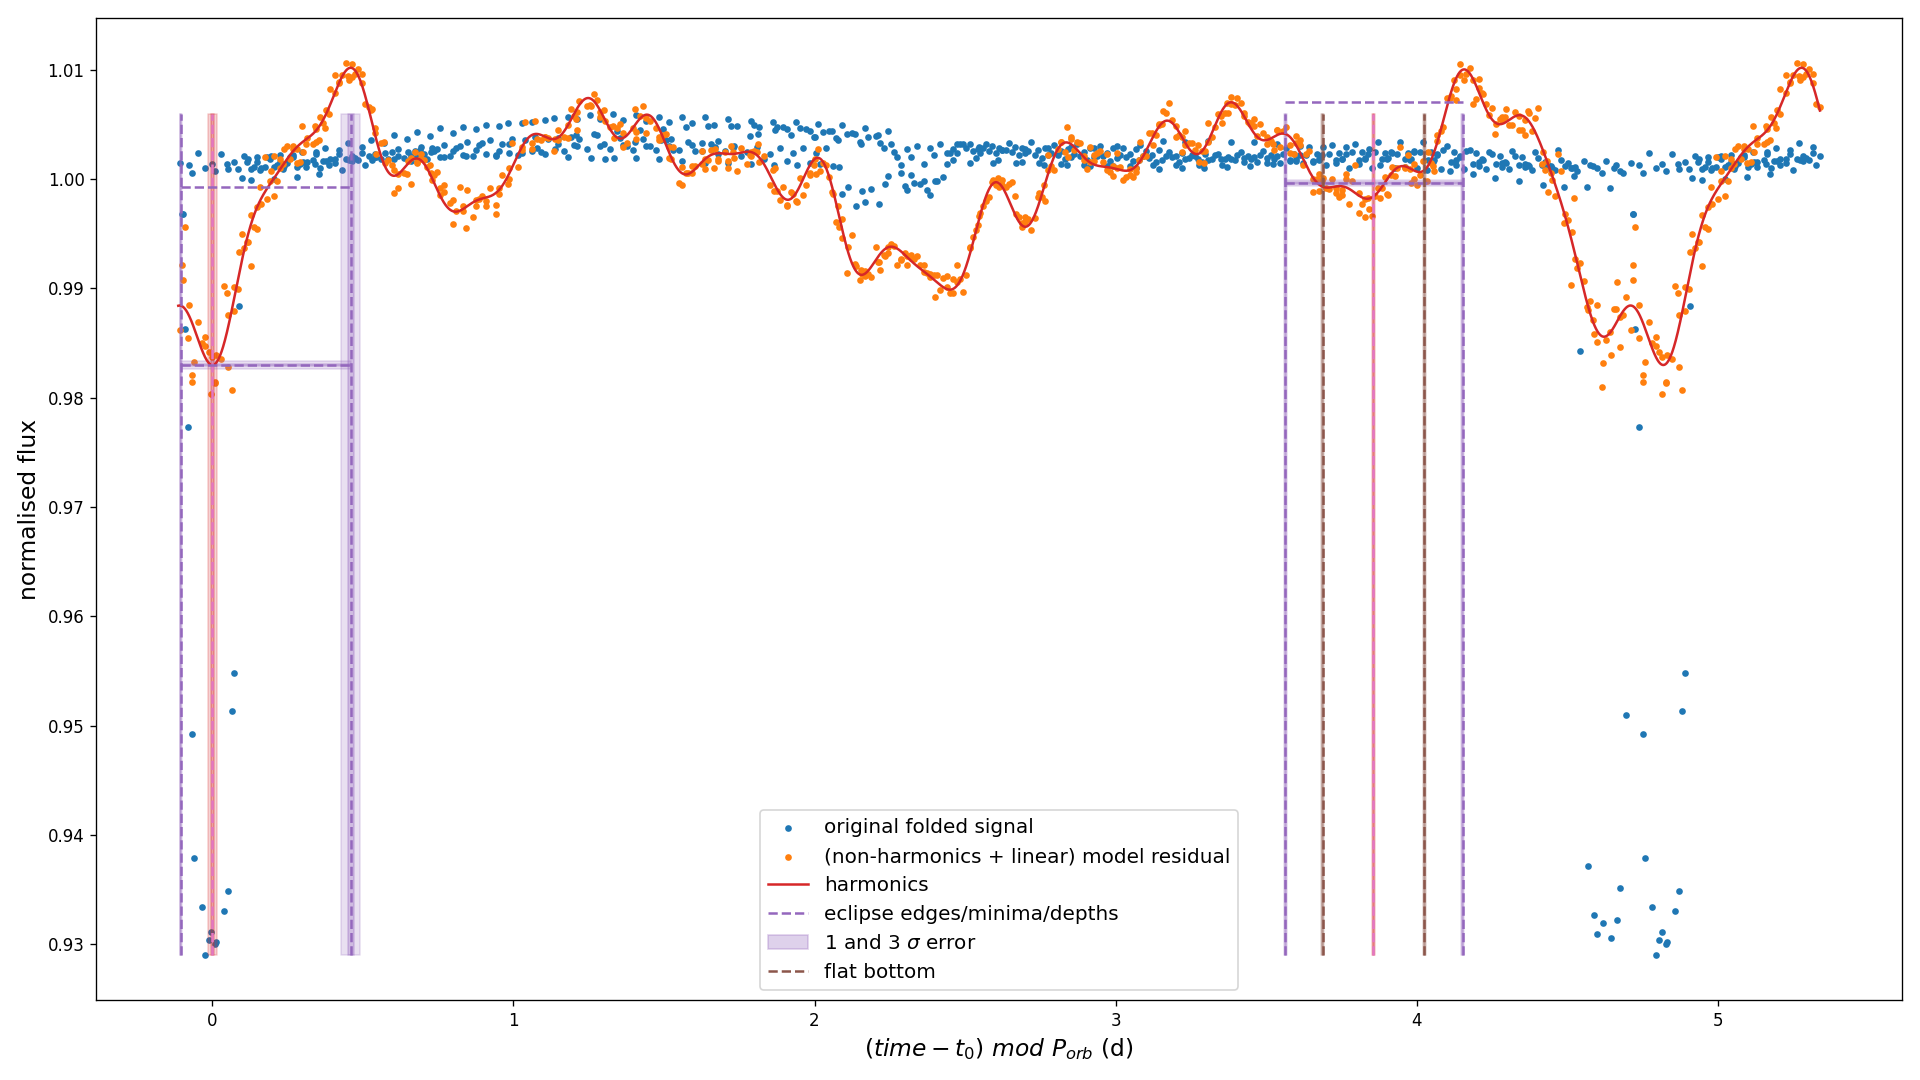 1.01
1.00
0.99
0.98
0.97
0.96
0.95
0.94
0.93
normalised flux
original folded signal
(non-harmonics + linear) model residual
harmonics
eclipse edges/minima/depths
1 and 3 σ error
flat bottom
0 1 2 3 4 5
(time − t₀) mod P_orb (d)